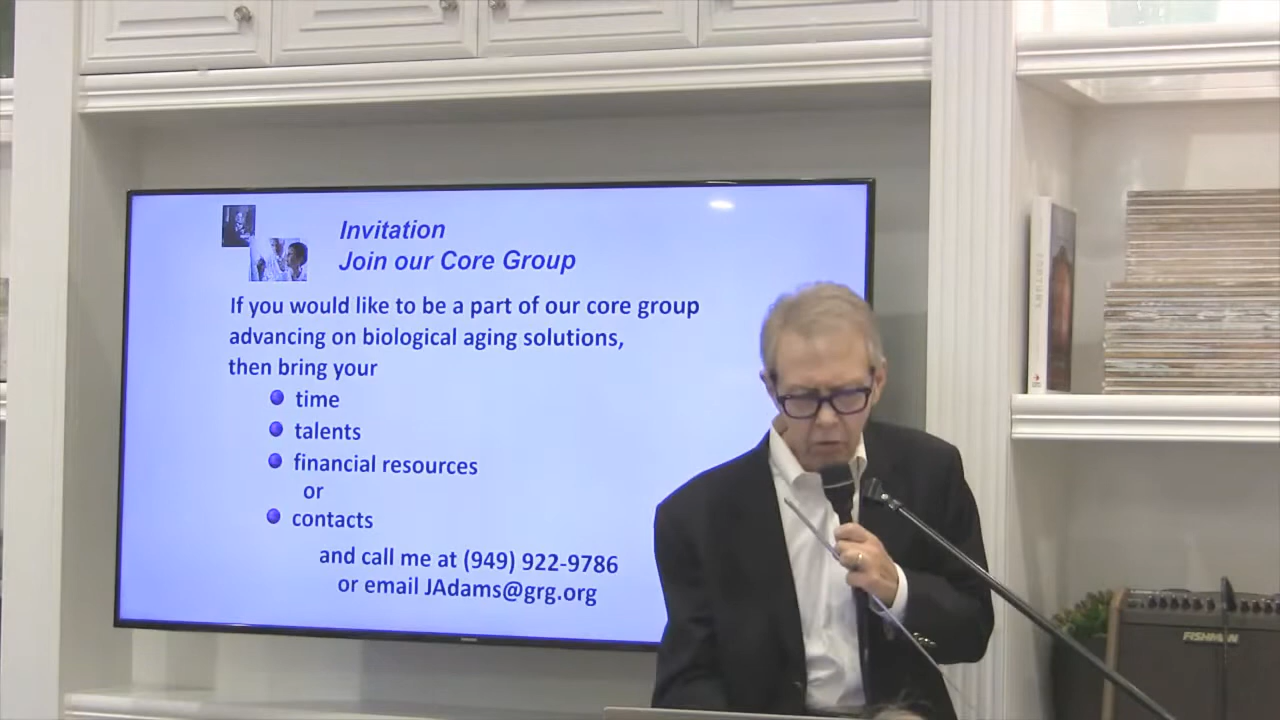 Invitation
Join our Core Group
If you would like to be a part of our core group
advancing on biological aging solutions,
then bring your
time
talents
financial resources
or
contacts
and call me at (949) 922-9786
or email JAdams@grg.org
FISHMAN